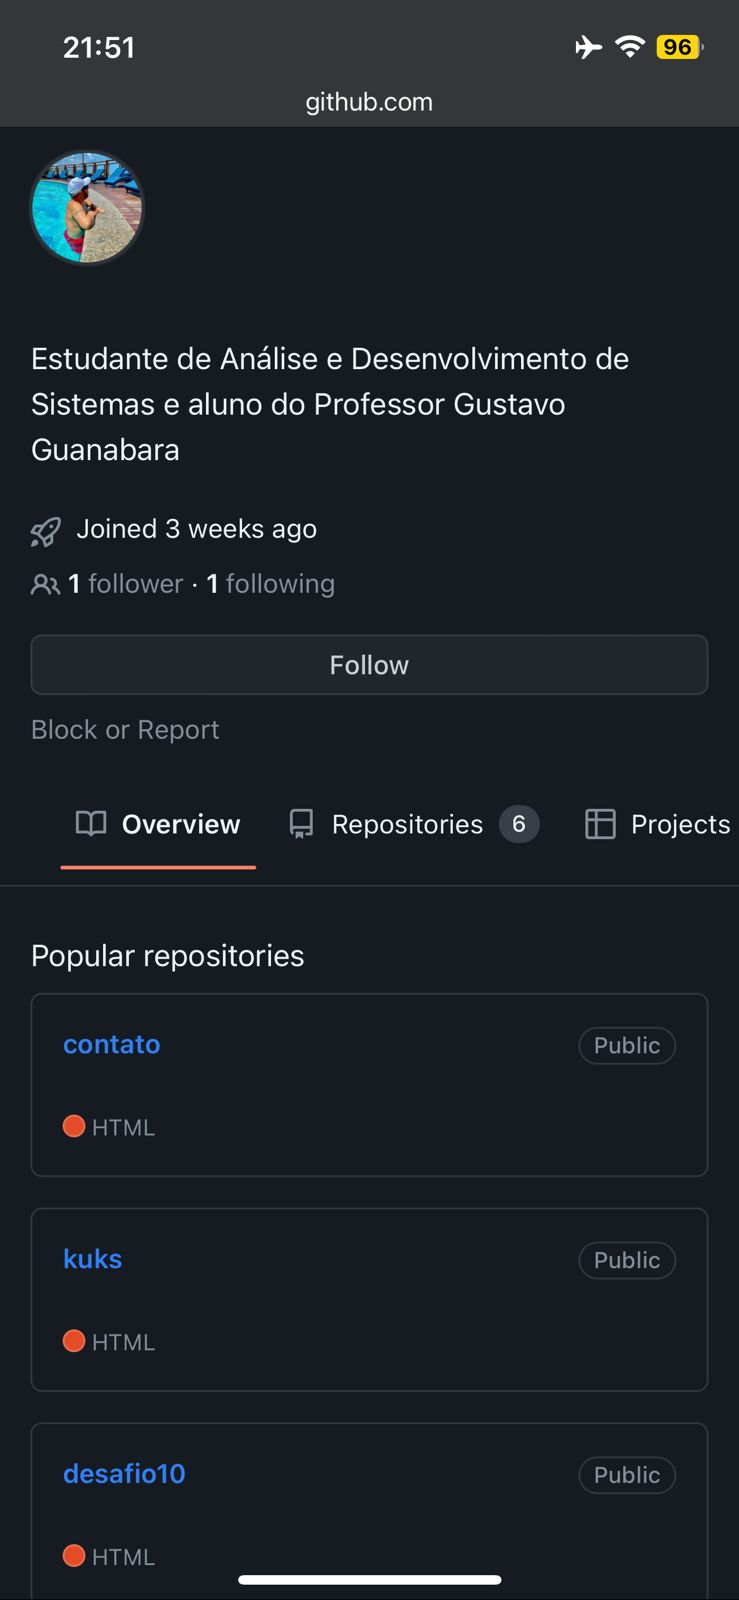 21:51
96
github.com
Estudante de Análise e Desenvolvimento de
Sistemas e aluno do Professor Gustavo
Guanabara
Joined 3 weeks ago
1 follower · 1 following
Follow
Block or Report
Overview Repositories 6 Projects
Popular repositories
contato Public
HTML
kuks Public
HTML
desafio10 Public
HTML